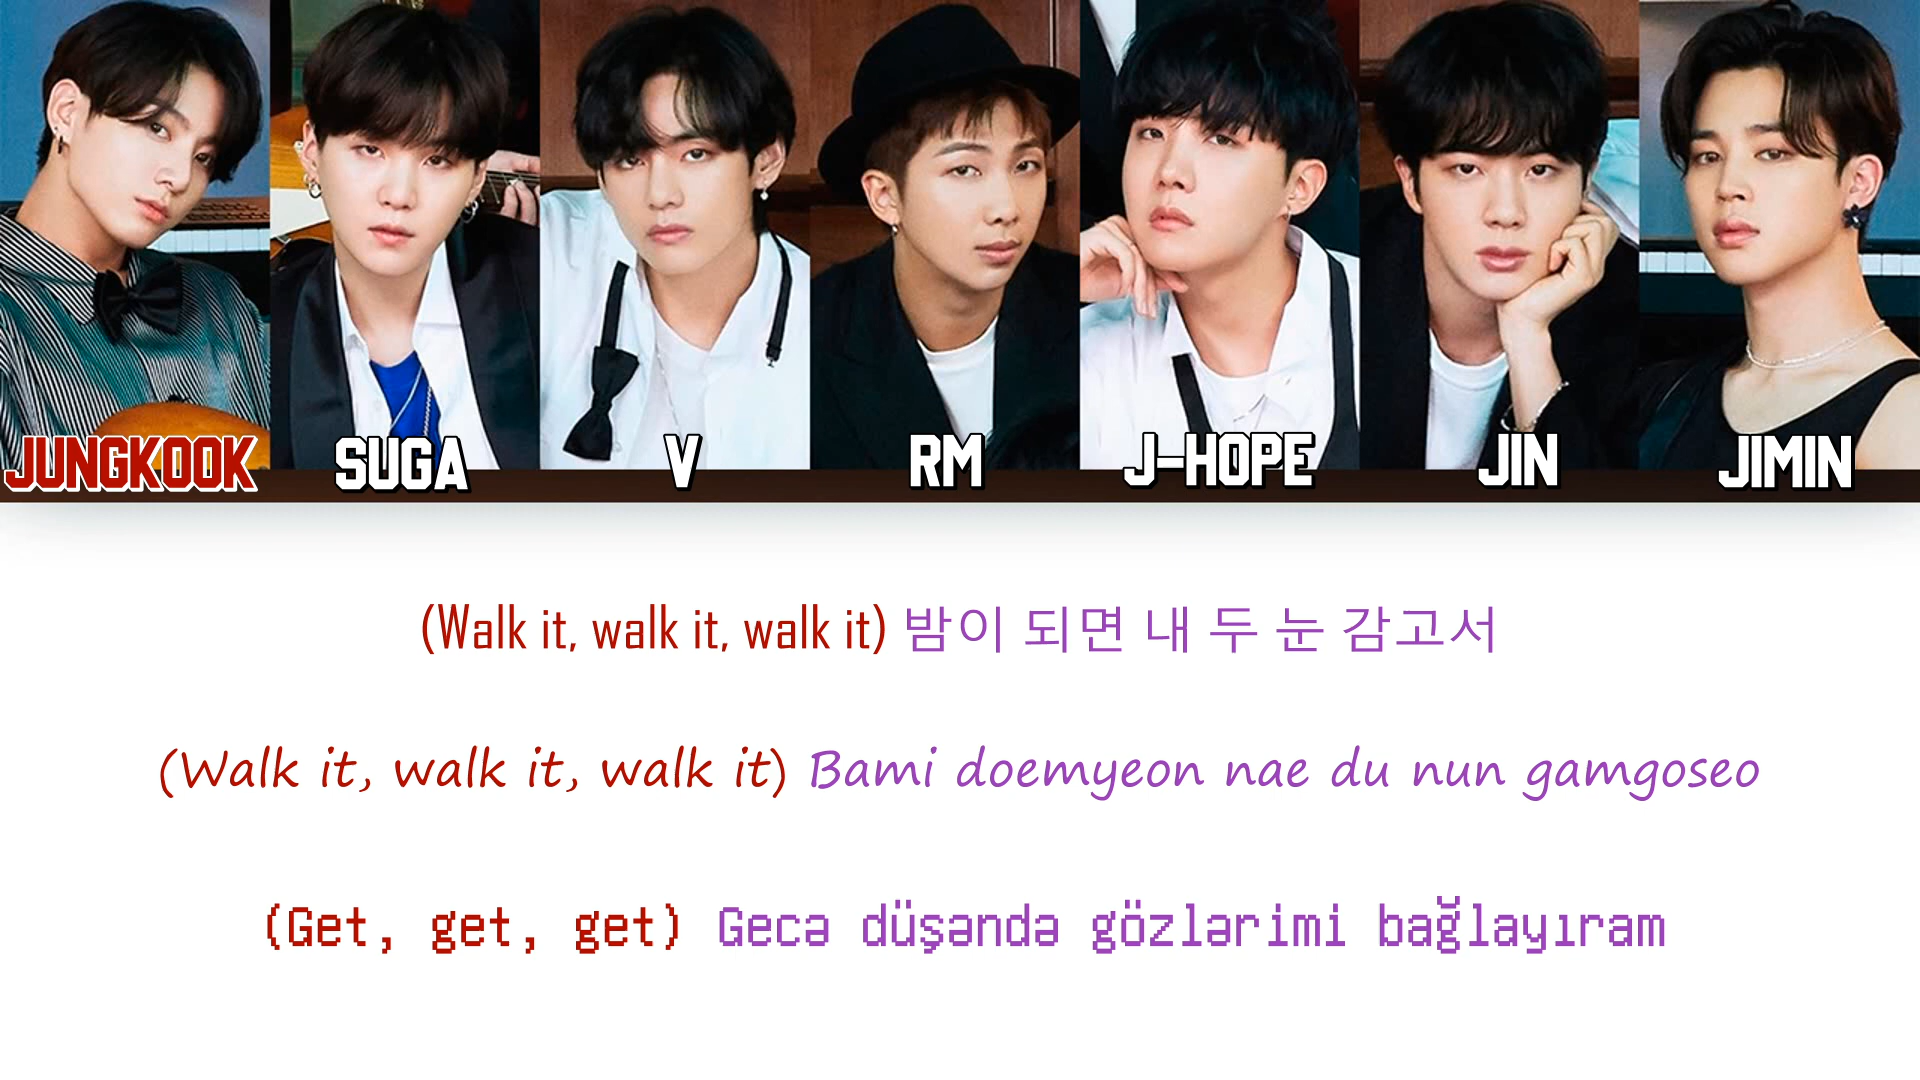 JUNGKOOK SUGA V RM J-HOPE JIN JIMIN
(Walk it, walk it, walk it) 밤이 되면 내 두 눈 감고서
(Walk it, walk it, walk it) Bami doemyeon nae du nun gamgoseo
(Get, get, get) Gecə düşəndə gözlərimi bağlayıram